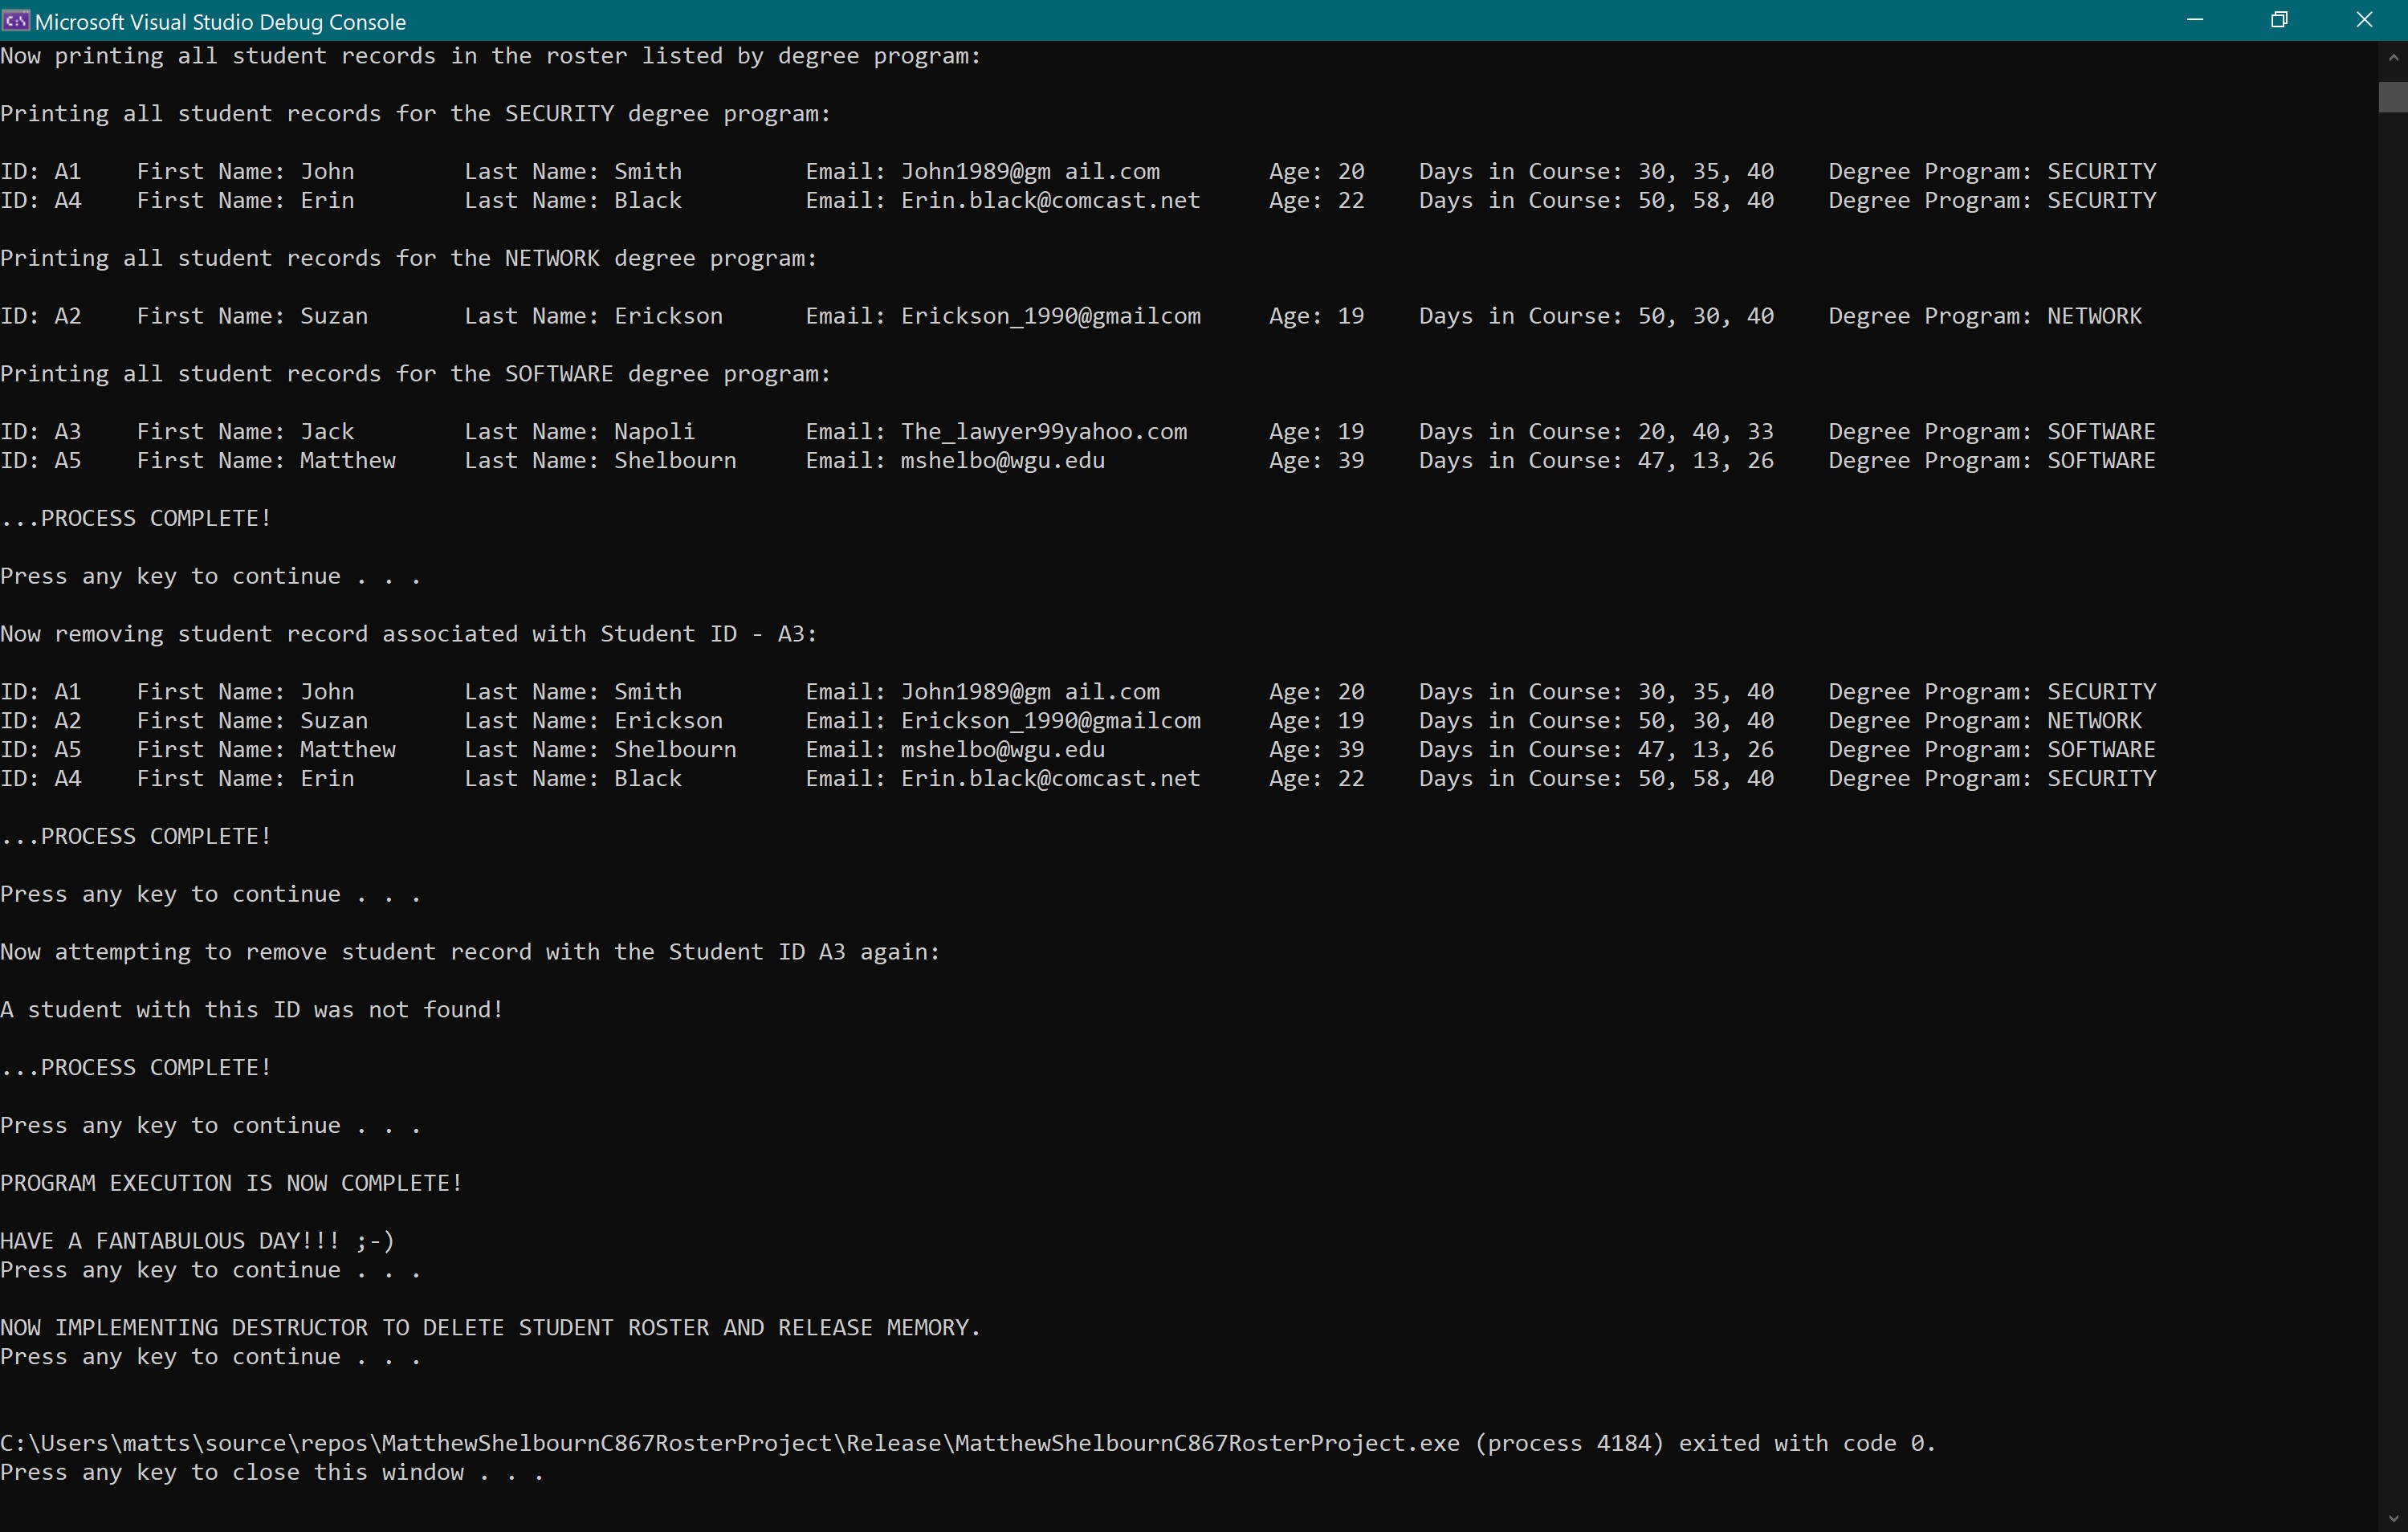 Microsoft Visual Studio Debug Console
Now printing all student records in the roster listed by degree program:
Printing all student records for the SECURITY degree program:
ID: A1    First Name: John        Last Name: Smith         Email: John1989@gm ail.com        Age: 20    Days in Course: 30, 35, 40    Degree Program: SECURITY
ID: A4    First Name: Erin        Last Name: Black         Email: Erin.black@comcast.net     Age: 22    Days in Course: 50, 58, 40    Degree Program: SECURITY
Printing all student records for the NETWORK degree program:
ID: A2    First Name: Suzan       Last Name: Erickson      Email: Erickson_1990@gmailcom     Age: 19    Days in Course: 50, 30, 40    Degree Program: NETWORK
Printing all student records for the SOFTWARE degree program:
ID: A3    First Name: Jack        Last Name: Napoli        Email: The_lawyer99yahoo.com      Age: 19    Days in Course: 20, 40, 33    Degree Program: SOFTWARE
ID: A5    First Name: Matthew     Last Name: Shelbourn     Email: mshelbo@wgu.edu            Age: 39    Days in Course: 47, 13, 26    Degree Program: SOFTWARE
...PROCESS COMPLETE!
Press any key to continue . . .
Now removing student record associated with Student ID - A3:
ID: A1    First Name: John        Last Name: Smith         Email: John1989@gm ail.com        Age: 20    Days in Course: 30, 35, 40    Degree Program: SECURITY
ID: A2    First Name: Suzan       Last Name: Erickson      Email: Erickson_1990@gmailcom     Age: 19    Days in Course: 50, 30, 40    Degree Program: NETWORK
ID: A5    First Name: Matthew     Last Name: Shelbourn     Email: mshelbo@wgu.edu            Age: 39    Days in Course: 47, 13, 26    Degree Program: SOFTWARE
ID: A4    First Name: Erin        Last Name: Black         Email: Erin.black@comcast.net     Age: 22    Days in Course: 50, 58, 40    Degree Program: SECURITY
...PROCESS COMPLETE!
Press any key to continue . . .
Now attempting to remove student record with the Student ID A3 again:
A student with this ID was not found!
...PROCESS COMPLETE!
Press any key to continue . . .
PROGRAM EXECUTION IS NOW COMPLETE!
HAVE A FANTABULOUS DAY!!! ;-)
Press any key to continue . . .
NOW IMPLEMENTING DESTRUCTOR TO DELETE STUDENT ROSTER AND RELEASE MEMORY.
Press any key to continue . . .
C:\Users\matts\source\repos\MatthewShelbournC867RosterProject\Release\MatthewShelbournC867RosterProject.exe (process 4184) exited with code 0.
Press any key to close this window . . .